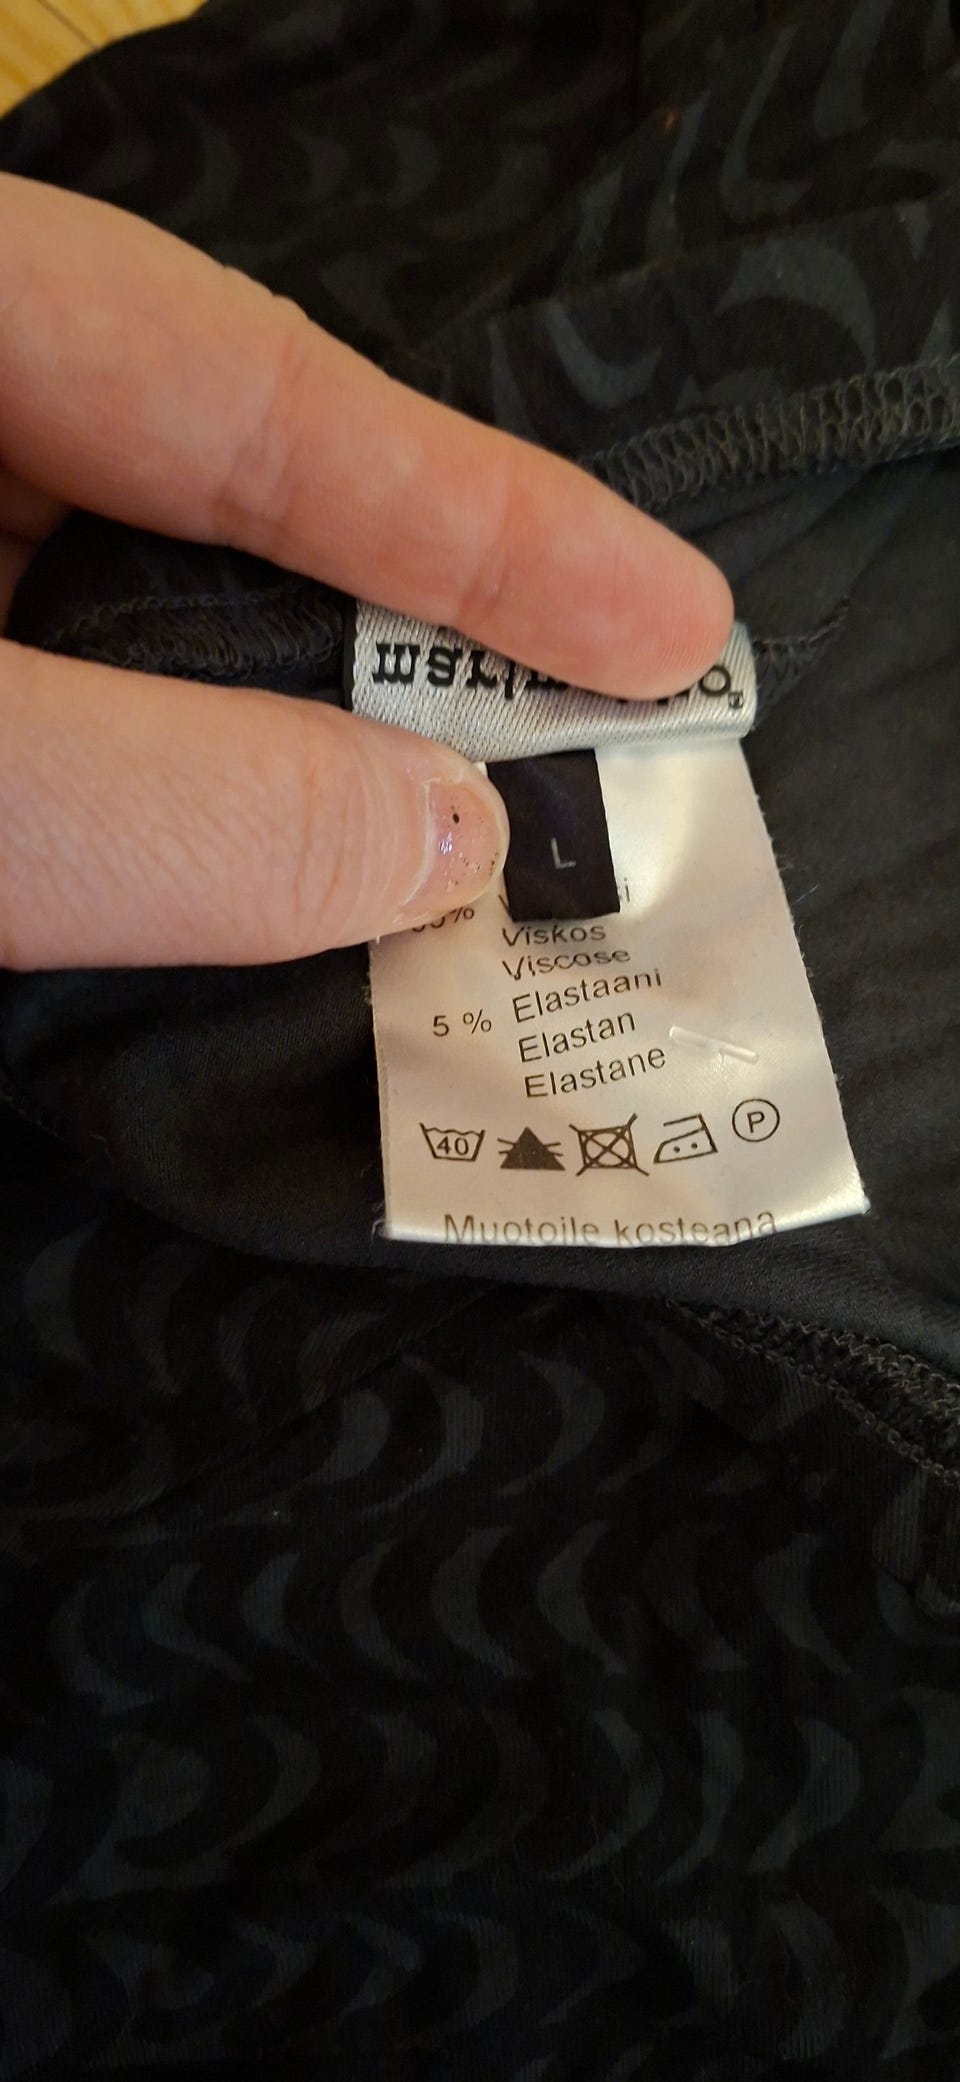 L
Viskos
Viscose
5 % Elastaani
Elastan
Elastane
40
P
Muotoile kosteana